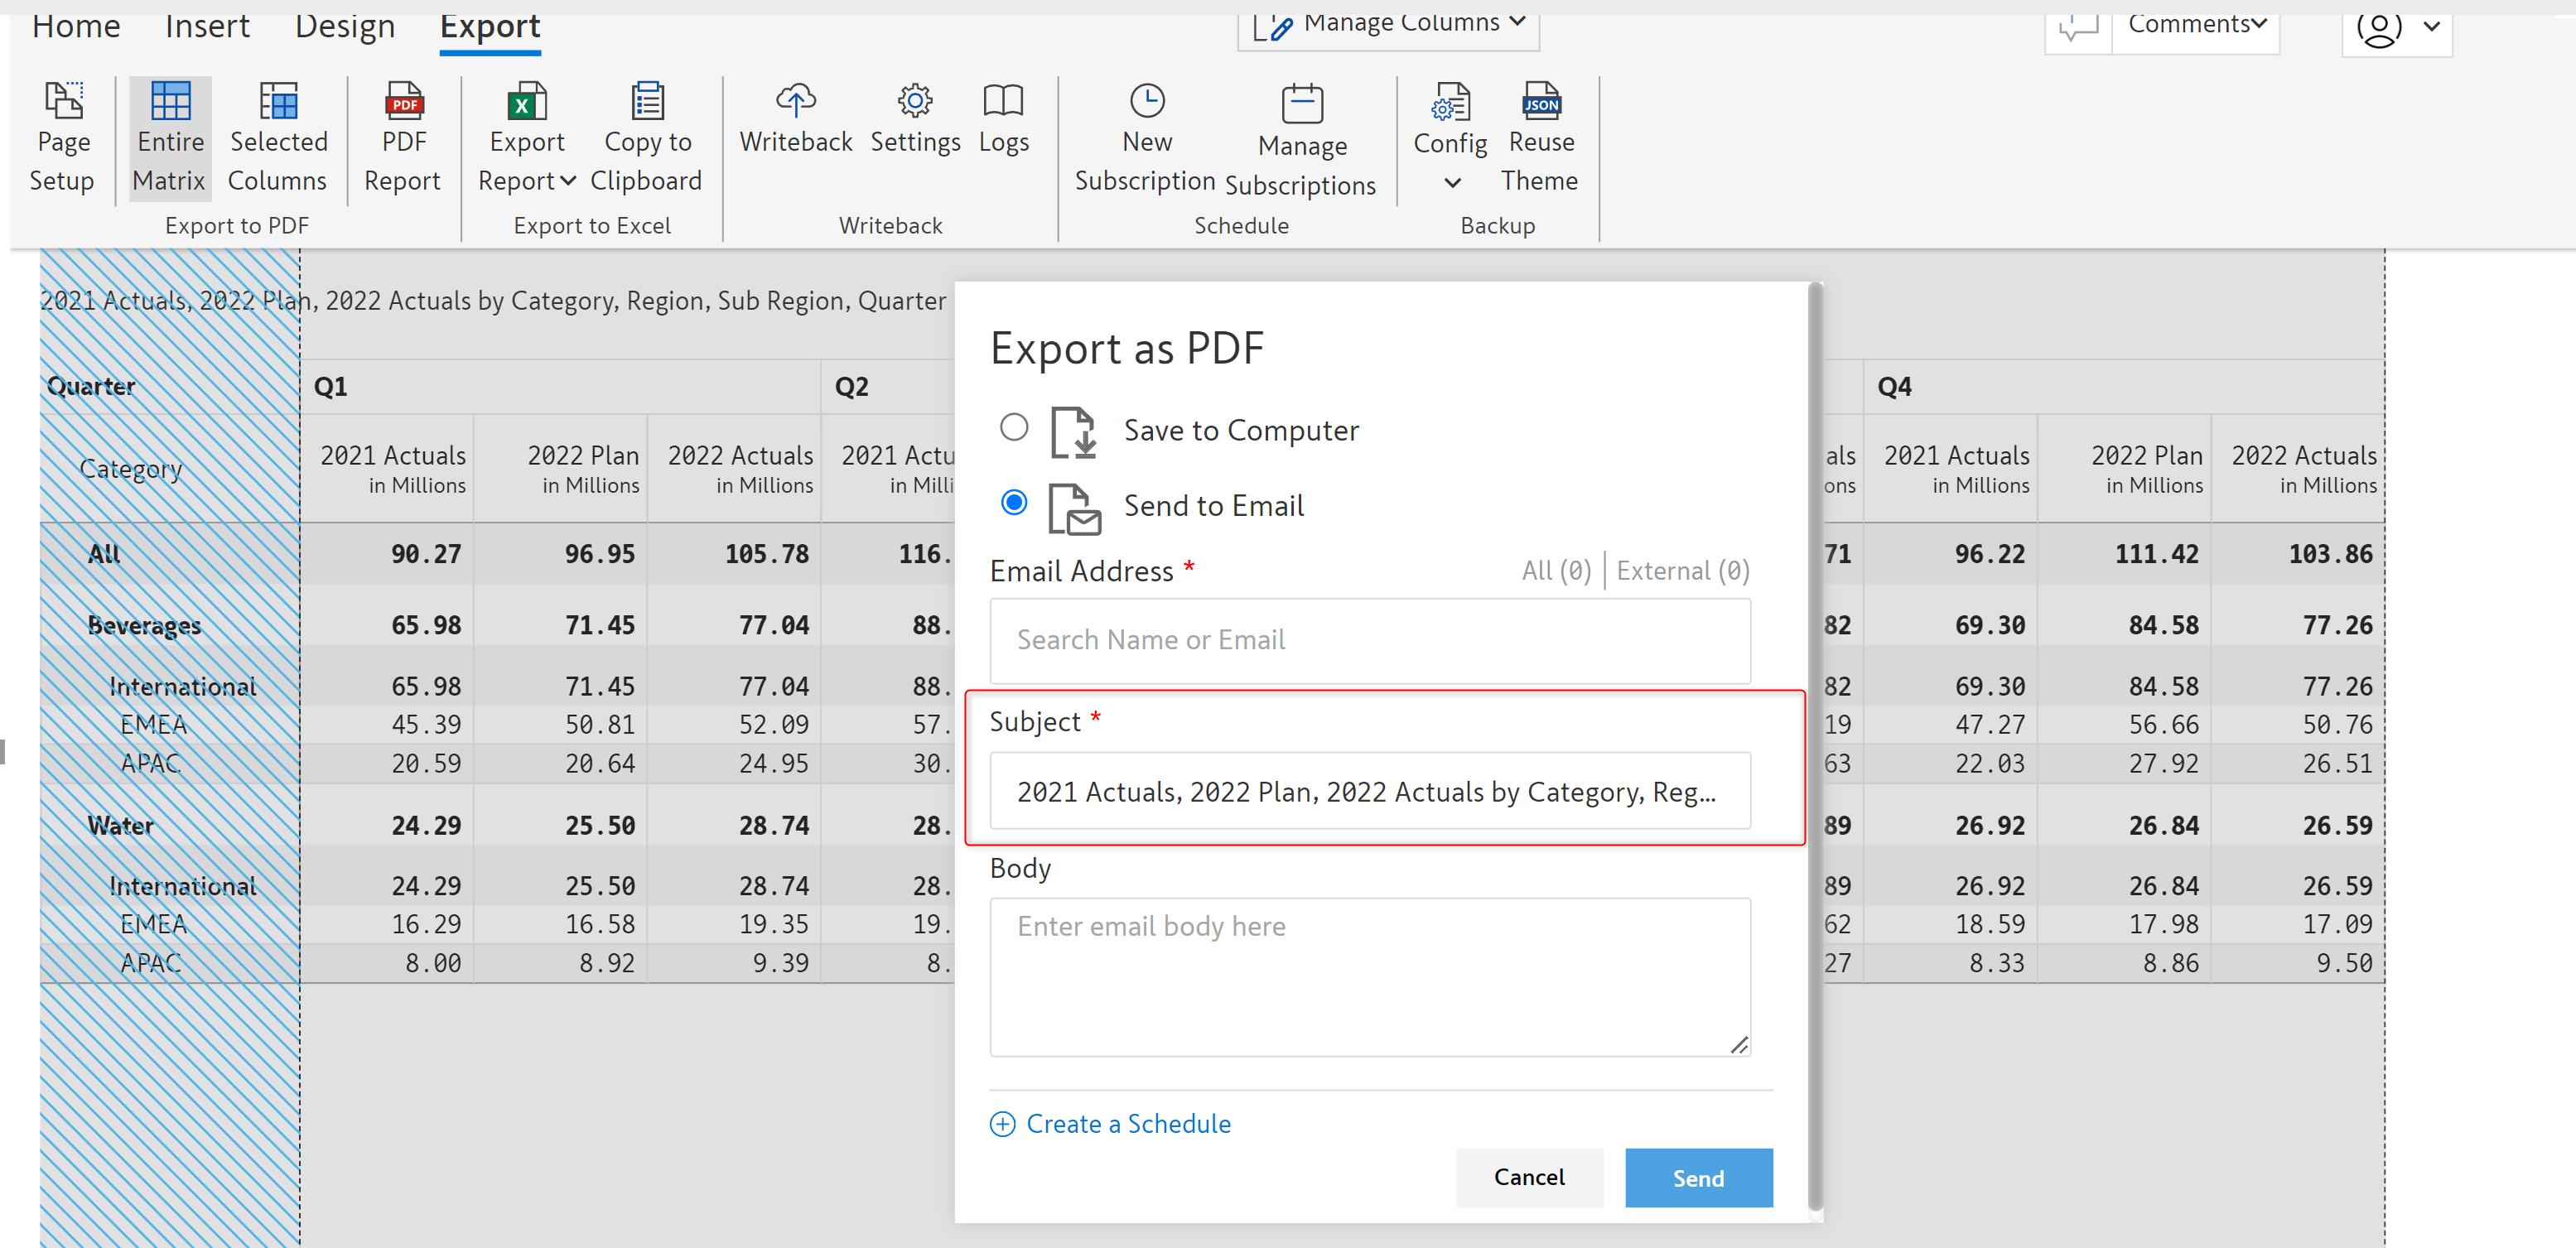 Home Insert Design Export Manage Columns Comments
Page Setup
Entire Matrix
Selected Columns
PDF Report
Export Report
Copy to Clipboard
Writeback
Settings
Logs
New Subscription
Manage Subscriptions
Config
Reuse Theme
PDF
X
JSON
Export to PDF Export to Excel Writeback Schedule Backup
2021 Actuals, 2022 Plan, 2022 Actuals by Category, Region, Sub Region, Quarter
Quarter Q1 Q2 Q4
Category 2021 Actuals in Millions 2022 Plan in Millions 2022 Actuals in Millions 2021 Actu in Milli als ons 2021 Actuals in Millions 2022 Plan in Millions 2022 Actuals in Millions
All 90.27 96.95 105.78 116. 71 96.22 111.42 103.86
Beverages 65.98 71.45 77.04 88. 82 69.30 84.58 77.26
International 65.98 71.45 77.04 88. 82 69.30 84.58 77.26
EMEA 45.39 50.81 52.09 57. 19 47.27 56.66 50.76
APAC 20.59 20.64 24.95 30. 63 22.03 27.92 26.51
Water 24.29 25.50 28.74 28. 89 26.92 26.84 26.59
International 24.29 25.50 28.74 28. 89 26.92 26.84 26.59
EMEA 16.29 16.58 19.35 19. 62 18.59 17.98 17.09
APAC 8.00 8.92 9.39 8. 27 8.33 8.86 9.50
Export as PDF
Save to Computer
Send to Email
Email Address * All (0) External (0)
Search Name or Email
Subject *
2021 Actuals, 2022 Plan, 2022 Actuals by Category, Reg...
Body
Enter email body here
Create a Schedule
Cancel Send